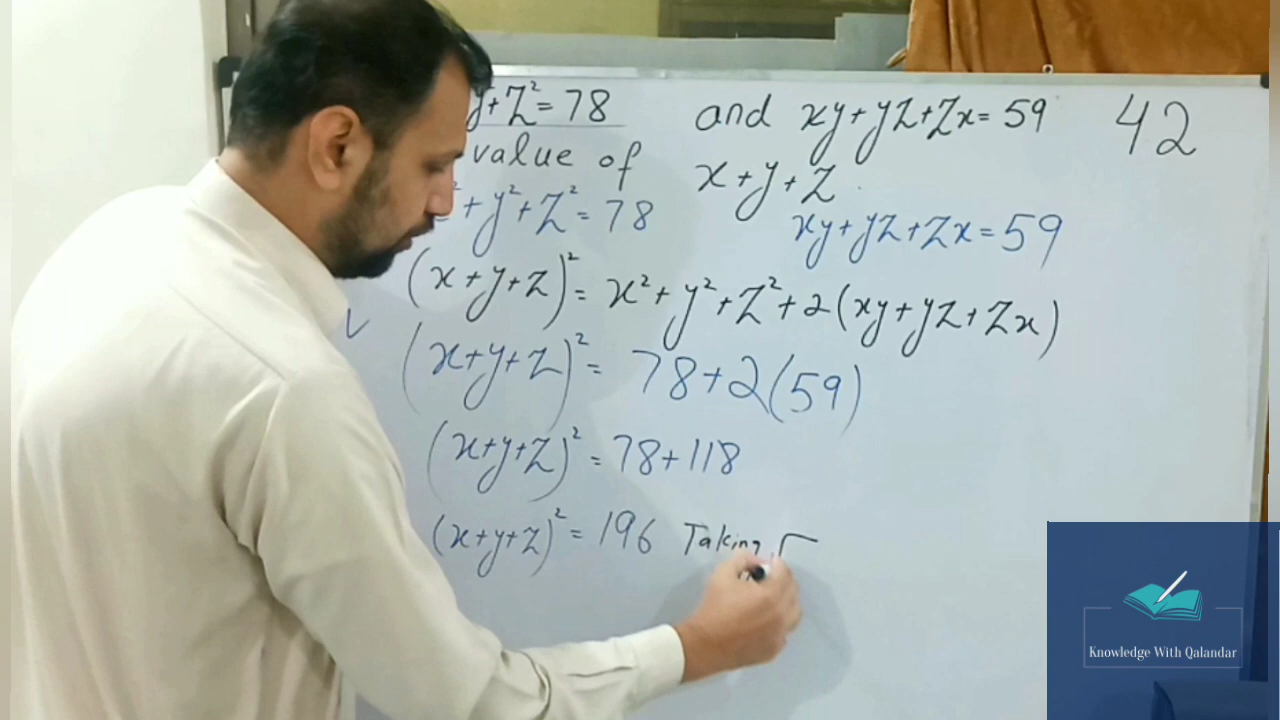 y+z²=78 and xy+yz+zx=59 42
value of x+y+z.
²+y²+z²=78 xy+yz+zx=59
(x+y+z)²=x²+y²+z²+2(xy+yz+zx)
(x+y+z)²= 78+2(59)
(x+y+z)²=78+118
(x+y+z)²=196 Taking √
Knowledge With Qalandar